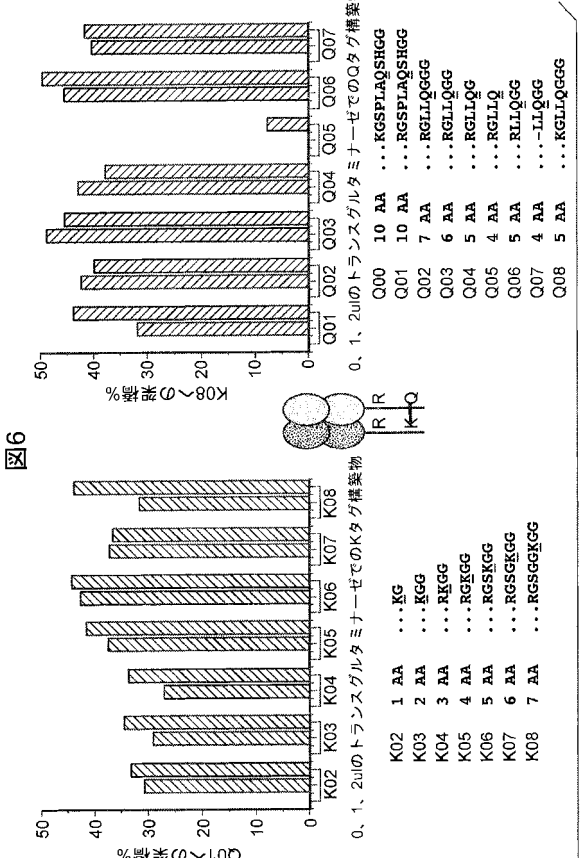 図6
50
40
30
20
10
0
Q01への架橋%
K02
K03
K04
K05
K06
K07
K08
0、1、2ulのトランスグルタミナーゼでのKタグ構築物
K02 1 AA ...KG
K03 2 AA ...KGG
K04 3 AA ...RKGG
K05 4 AA ...RGKGG
K06 5 AA ...RGSKGG
K07 6 AA ...RGSGKGG
K08 7 AA ...RGSGGKGG
R R
K Q
50
40
30
20
10
0
K08への架橋%
Q01
Q02
Q03
Q04
Q05
Q06
Q07
0、1、2ulのトランスグルタミナーゼでのQタグ構築
Q00 10 AA ...KGSPLAQSHGG
Q01 10 AA ...RGSPLAQSHGG
Q02 7 AA ...RGLLQGGG
Q03 6 AA ...RGLLQGG
Q04 5 AA ...RGLLQG
Q05 4 AA ...RGLLQ
Q06 5 AA ...RLLQGG
Q07 4 AA ...-LLQGG
Q08 5 AA ...KGLLQGGG